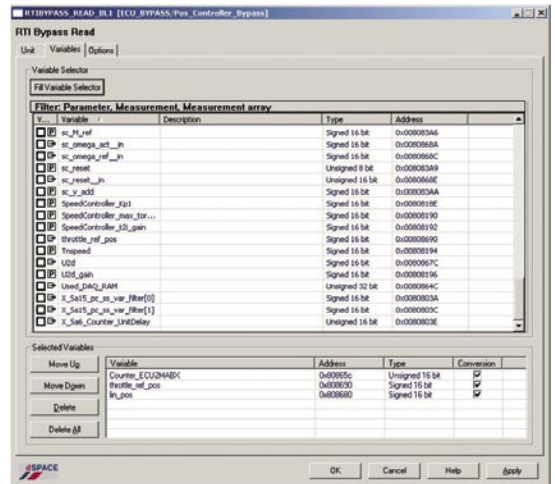 RTIBYPASS_READ_BL1 [ECU_BYPASS/Pos_Controller_Bypass]
RTI Bypass Read
Unit Variables Options
Variable Selector
Fill Variable Selector
Filter: Parameter, Measurement, Measurement array
V... Variable Description Type Address
P sc_M_ref Signed 16 bit 0x008083A6
sc_omega_act__in Signed 16 bit 0x0080868A
sc_omega_ref__in Signed 16 bit 0x0080868C
P sc_reset Unsigned 8 bit 0x008083A9
sc_reset__in Unsigned 16 bit 0x0080868E
P sc_y_add Signed 16 bit 0x008083AA
P SpeedController_Kp1 Signed 16 bit 0x0080818E
P SpeedController_max_tor... Signed 16 bit 0x00808190
P SpeedController_t2i_gain Signed 16 bit 0x00808192
throttle_ref_pos Signed 16 bit 0x00808690
P Tnspeed Signed 16 bit 0x00808194
U2d Signed 16 bit 0x0080867C
P U2d_gain Signed 16 bit 0x00808196
Used_DAQ_RAM Unsigned 32 bit 0x0080864C
X_Sa15_pc_ss_var_filter[0] Signed 16 bit 0x0080803A
X_Sa15_pc_ss_var_filter[1] Signed 16 bit 0x0080803C
X_Sa6_Counter_UnitDelay Unsigned 16 bit 0x0080803E
Selected Variables
Move Up
Move Down
Delete
Delete All
Variable Address Type Conversion
Counter_ECU2MABX 0x80865c Unsigned 16 bit
throttle_ref_pos 0x808690 Signed 16 bit
lin_pos 0x808680 Signed 16 bit
dSPACE
OK Cancel Help Apply